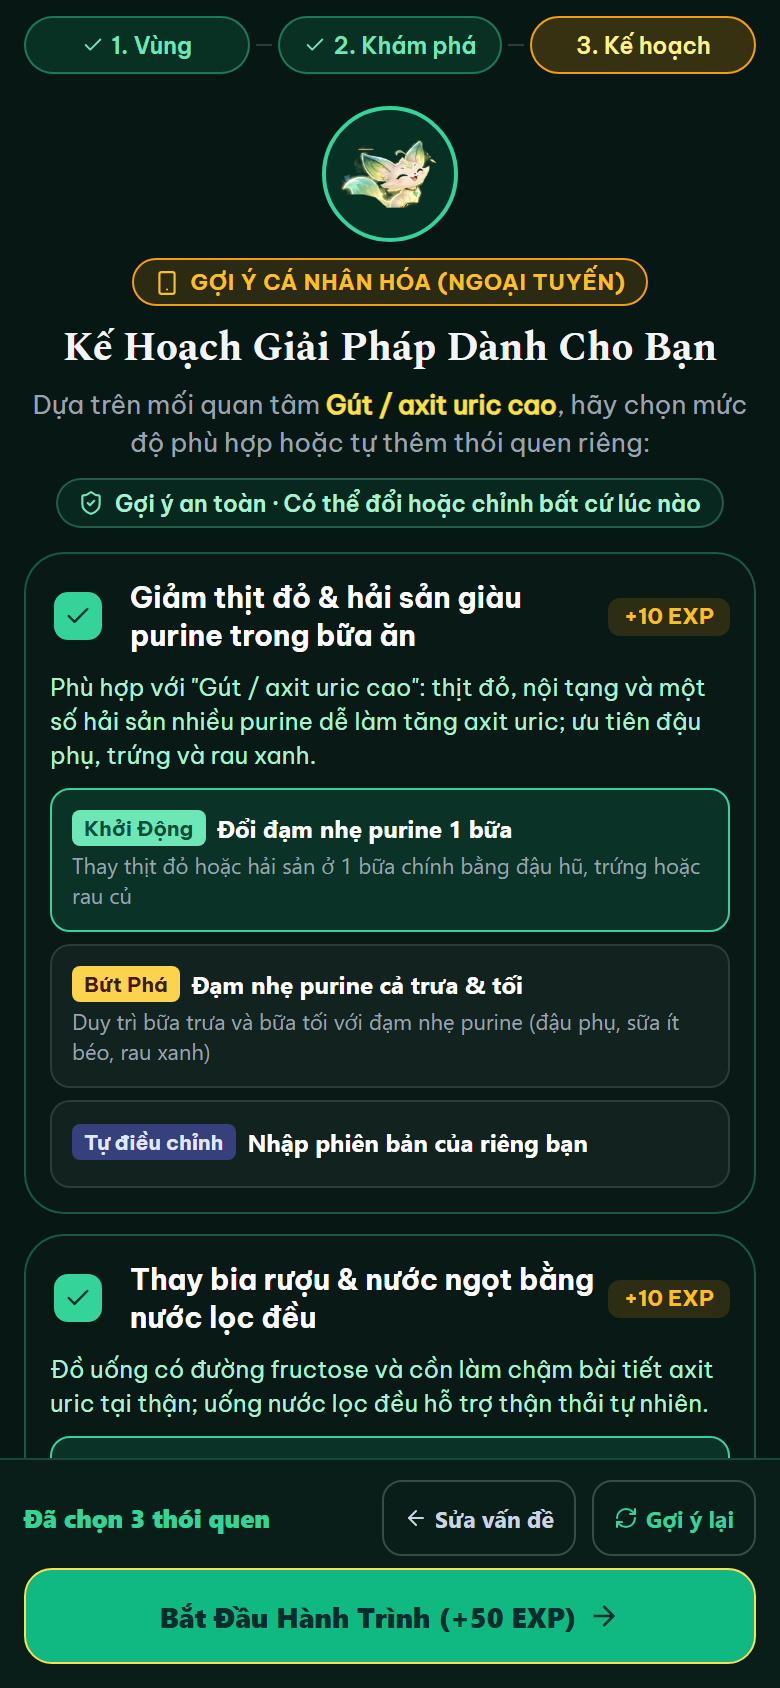 1. Vùng
2. Khám phá
3. Kế hoạch
GỢI Ý CÁ NHÂN HÓA (NGOẠI TUYẾN)
Kế Hoạch Giải Pháp Dành Cho Bạn
Dựa trên mối quan tâm Gút / axit uric cao, hãy chọn mức
độ phù hợp hoặc tự thêm thói quen riêng:
Gợi ý an toàn · Có thể đổi hoặc chỉnh bất cứ lúc nào
Giảm thịt đỏ & hải sản giàu
purine trong bữa ăn
+10 EXP
Phù hợp với "Gút / axit uric cao": thịt đỏ, nội tạng và một
số hải sản nhiều purine dễ làm tăng axit uric; ưu tiên đậu
phụ, trứng và rau xanh.
Khởi Động Đổi đạm nhẹ purine 1 bữa
Thay thịt đỏ hoặc hải sản ở 1 bữa chính bằng đậu hũ, trứng hoặc
rau củ
Bứt Phá Đạm nhẹ purine cả trưa & tối
Duy trì bữa trưa và bữa tối với đạm nhẹ purine (đậu phụ, sữa ít
béo, rau xanh)
Tự điều chỉnh Nhập phiên bản của riêng bạn
Thay bia rượu & nước ngọt bằng
nước lọc đều
+10 EXP
Đồ uống có đường fructose và cồn làm chậm bài tiết axit
uric tại thận; uống nước lọc đều hỗ trợ thận thải tự nhiên.
Đã chọn 3 thói quen
Sửa vấn đề
Gợi ý lại
Bắt Đầu Hành Trình (+50 EXP)